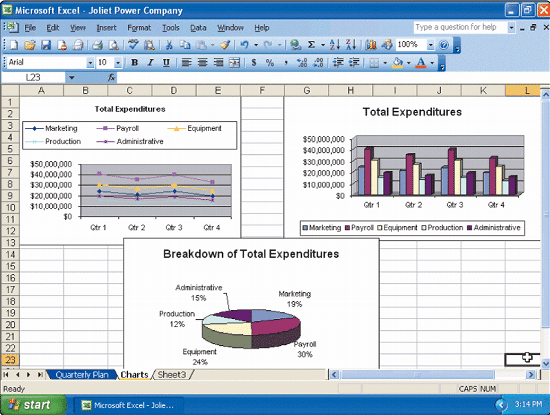 Microsoft Excel - Joliet Power Company
File Edit View Insert Format Tools Data Window Help
Type a question for help
100%
Arial 10 B I U $ % ,
L23 fx
A B C D E F G H I J K L
1
2
3
4
5
6
7
8
9
10
11
12
13
14
15
16
17
18
19
20
21
22
23
Total Expenditures
Marketing Payroll Equipment
Production Administrative
$50,000,000
$40,000,000
$30,000,000
$20,000,000
$10,000,000
$0
Qtr 1 Qtr 2 Qtr 3 Qtr 4
Total Expenditures
$50,000,000
$40,000,000
$30,000,000
$20,000,000
$10,000,000
$0
Qtr 1 Qtr 2 Qtr 3 Qtr 4
Marketing Payroll Equipment Production Administrative
Breakdown of Total Expenditures
Administrative
15%
Marketing
19%
Production
12%
Payroll
30%
Equipment
24%
Quarterly Plan Charts Sheet3
Ready
CAPS NUM
start
Microsoft Excel - Jolie...
3:14 PM